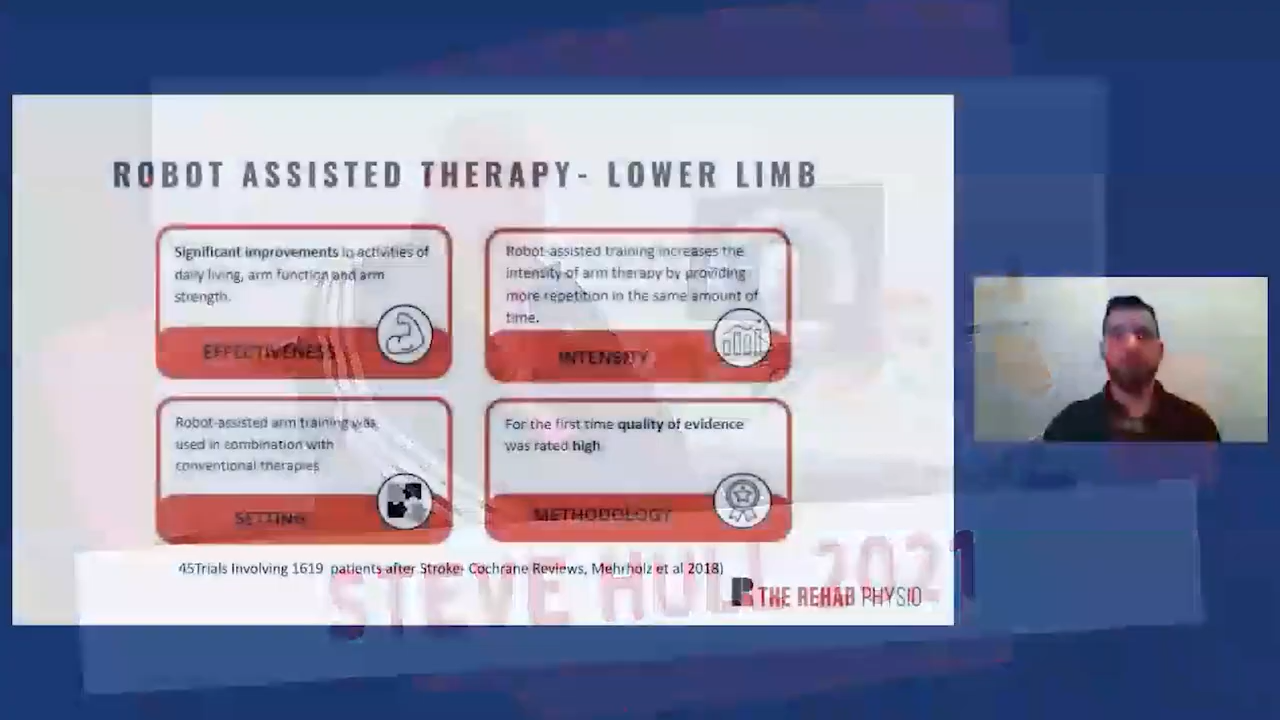 ROBOT ASSISTED THERAPY- LOWER LIMB
Significant improvements in activities of
daily living, arm function and arm
strength.
EFFECTIVENESS
Robot-assisted training increases the
intensity of arm therapy by providing
more repetition in the same amount of
time.
INTENSITY
Robot-assisted arm training was
used in combination with
conventional therapies
SETTING
For the first time quality of evidence
was rated high.
METHODOLOGY
45Trials Involving 1619 patients after Stroke- Cochrane Reviews, Mehrholz et al 2018)
THE REHAB PHYSIO
STEVE HULL 2021